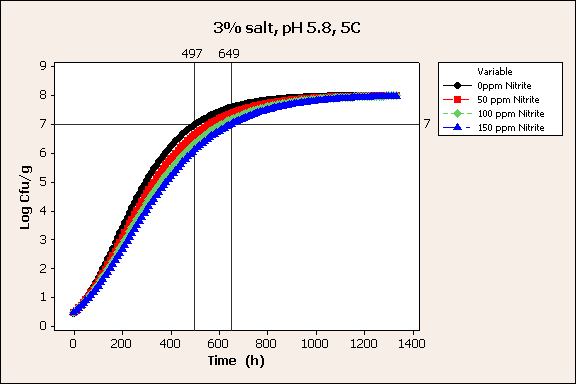 3% salt, pH 5.8, 5C
497 649
9
8
7
6
5
4
3
2
1
0
7
Log Cfu/g
0 200 400 600 800 1000 1200 1400
Time (h)
Variable
0ppm Nitrite
50 ppm Nitrite
100 ppm Nitrite
150 ppm Nitrite